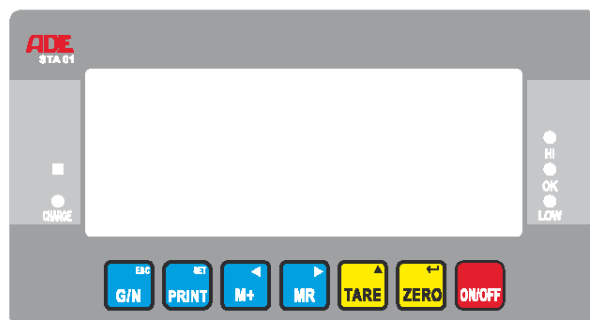 ADE
STA 01
HI
OK
CHARGE
LOW
ESC
SET
G/N
PRINT
M+
MR
TARE
ZERO
ON/OFF